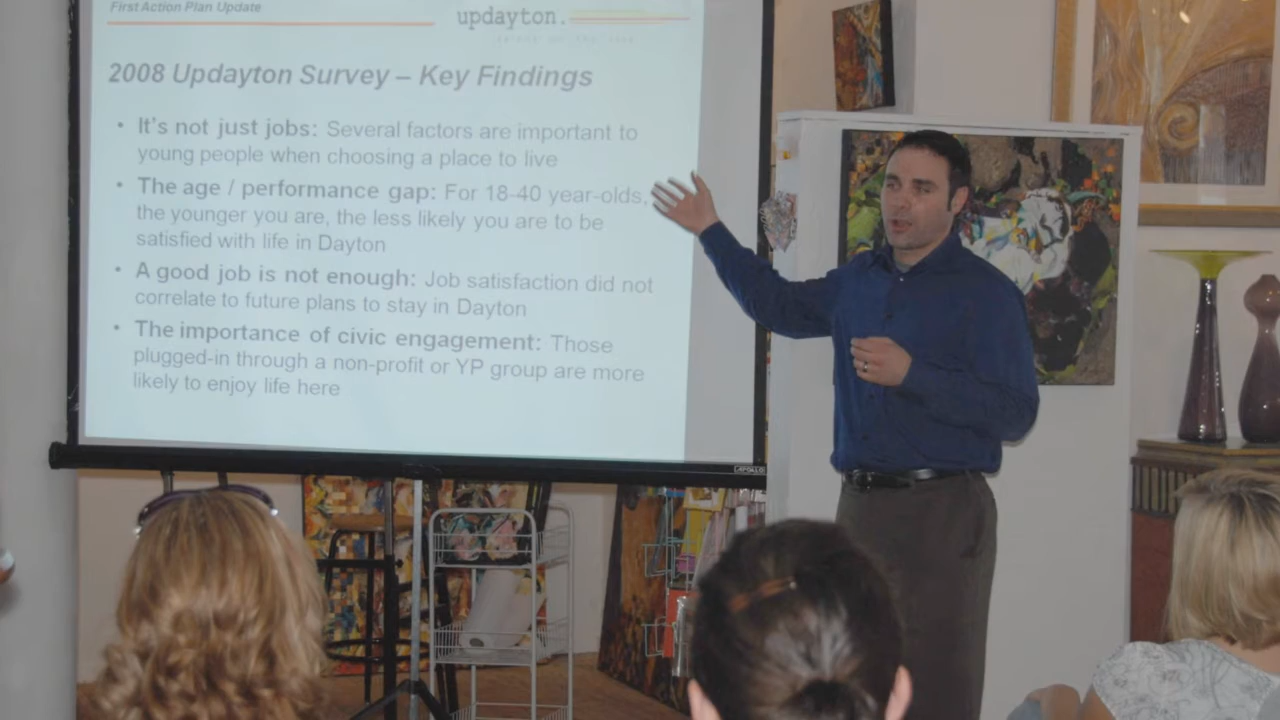 First Action Plan Update
updayton.
2008 Updayton Survey – Key Findings
• It's not just jobs: Several factors are important to
young people when choosing a place to live
• The age / performance gap: For 18-40 year-olds,
the younger you are, the less likely you are to be
satisfied with life in Dayton
• A good job is not enough: Job satisfaction did not
correlate to future plans to stay in Dayton
• The importance of civic engagement: Those
plugged-in through a non-profit or YP group are more
likely to enjoy life here
APOLLO